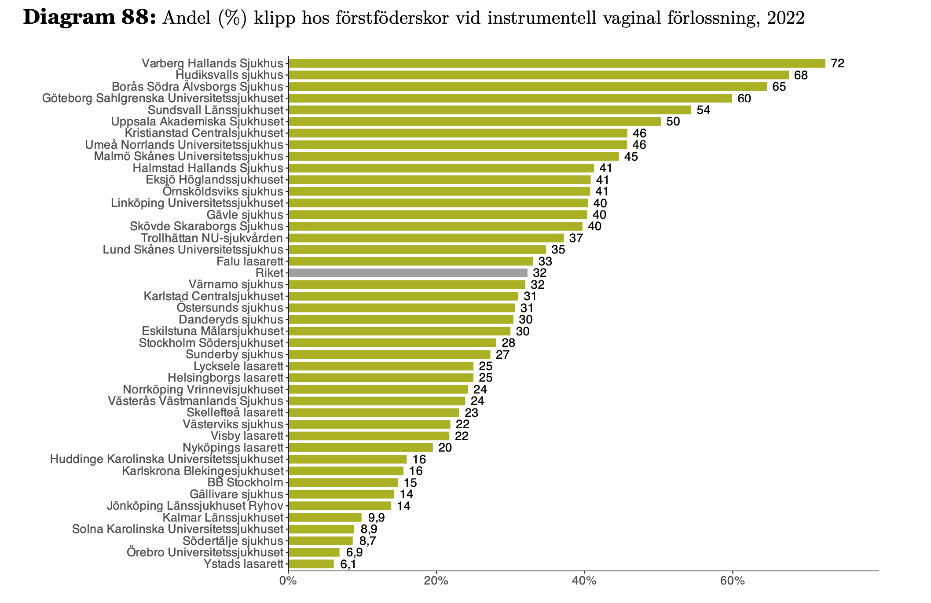 Diagram 88: Andel (%) klipp hos förstföderskor vid instrumentell vaginal förlossning, 2022
Varberg Hallands Sjukhus 72
Hudiksvalls sjukhus 68
Borås Södra Älvsborgs Sjukhus 65
Göteborg Sahlgrenska Universitetssjukhuset 60
Sundsvall Länssjukhuset 54
Uppsala Akademiska Sjukhuset 50
Kristianstad Centralsjukhuset 46
Umeå Norrlands Universitetssjukhus 46
Malmö Skånes Universitetssjukhus 45
Halmstad Hallands Sjukhus 41
Eksjö Höglandssjukhuset 41
Örnsköldsviks sjukhus 41
Linköping Universitetssjukhuset 40
Gävle sjukhus 40
Skövde Skaraborgs Sjukhus 40
Trollhättan NU-sjukvården 37
Lund Skånes Universitetssjukhus 35
Falu lasarett 33
Riket 32
Värnamo sjukhus 32
Karlstad Centralsjukhuset 31
Östersunds sjukhus 31
Danderyds sjukhus 30
Eskilstuna Mälarsjukhuset 30
Stockholm Södersjukhuset 28
Sunderby sjukhus 27
Lycksele lasarett 25
Helsingborgs lasarett 25
Norrköping Vrinnevisjukhuset 24
Västerås Västmanlands Sjukhus 24
Skellefteå lasarett 23
Västerviks sjukhus 22
Visby lasarett 22
Nyköpings lasarett 20
Huddinge Karolinska Universitetssjukhuset 16
Karlskrona Blekingesjukhuset 16
BB Stockholm 15
Gällivare sjukhus 14
Jönköping Länssjukhuset Ryhov 14
Kalmar Länssjukhuset 9,9
Solna Karolinska Universitetssjukhuset 8,9
Södertälje sjukhus 8,7
Örebro Universitetssjukhuset 6,9
Ystads lasarett 6,1
0% 20% 40% 60%